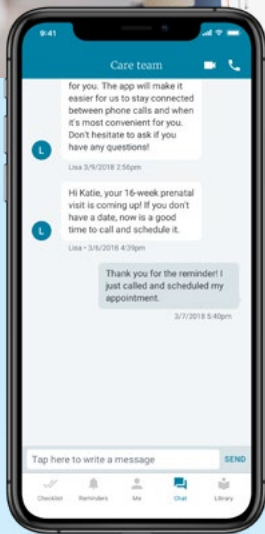 9:41
Care team
for you. The app will make it
easier for us to stay connected
between phone calls and when
it's most convenient for you.
Don't hesitate to ask if you
have any questions!
L
Lisa 3/9/2018 2:56pm
Hi Katie, your 16-week prenatal
visit is coming up! If you don't
have a date, now is a good
time to call and schedule it.
L
Lisa • 3/6/2018 4:39pm
Thank you for the reminder! I
just called and scheduled my
appointment.
3/7/2018 5:40pm
Tap here to write a message
SEND
Checklist
Reminders
Me
Chat
Library